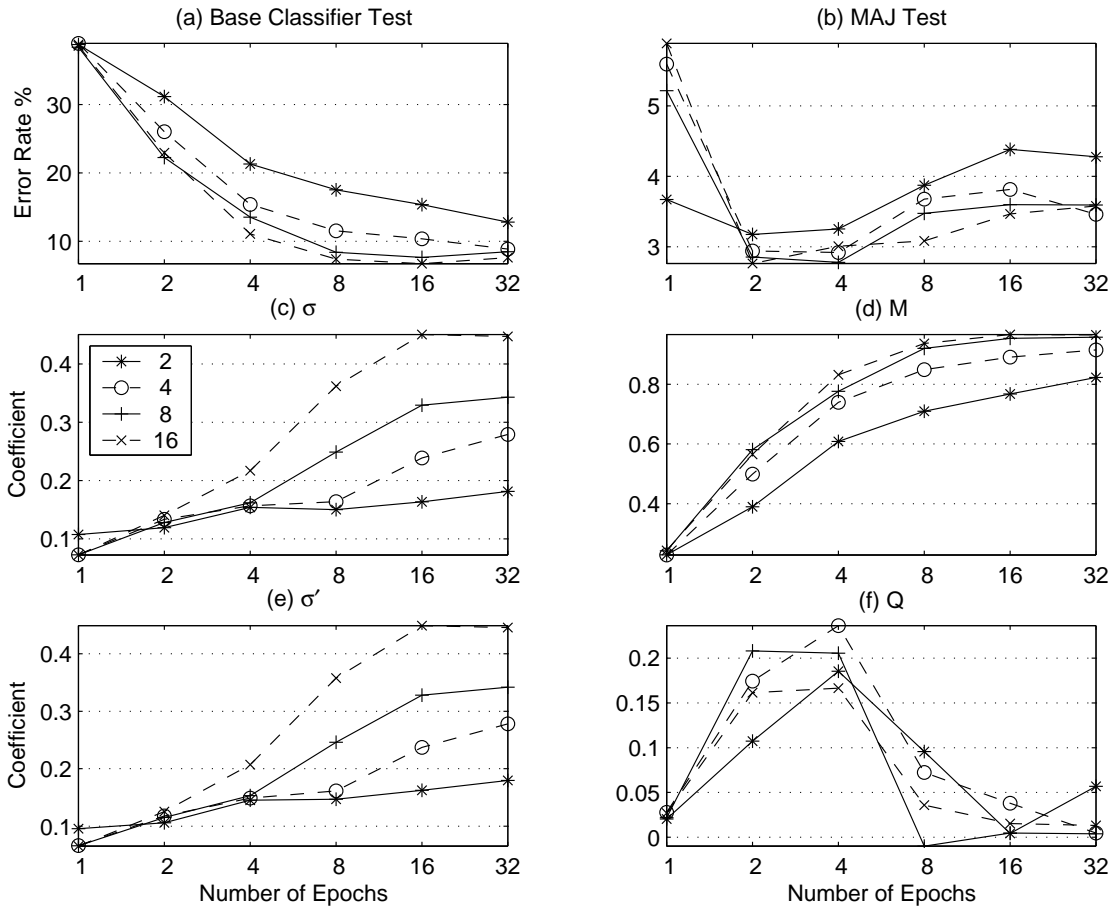 (a) Base Classifier Test
Error Rate %
30
20
10
1 2 4 8 16 32
(b) MAJ Test
5
4
3
1 2 4 8 16 32
(c) σ
Coefficient
0.4
0.3
0.2
0.1
2
4
8
16
1 2 4 8 16 32
(d) M
0.8
0.6
0.4
1 2 4 8 16 32
(e) σ′
Coefficient
0.4
0.3
0.2
0.1
1 2 4 8 16 32
Number of Epochs
(f) Q
0.2
0.15
0.1
0.05
0
1 2 4 8 16 32
Number of Epochs